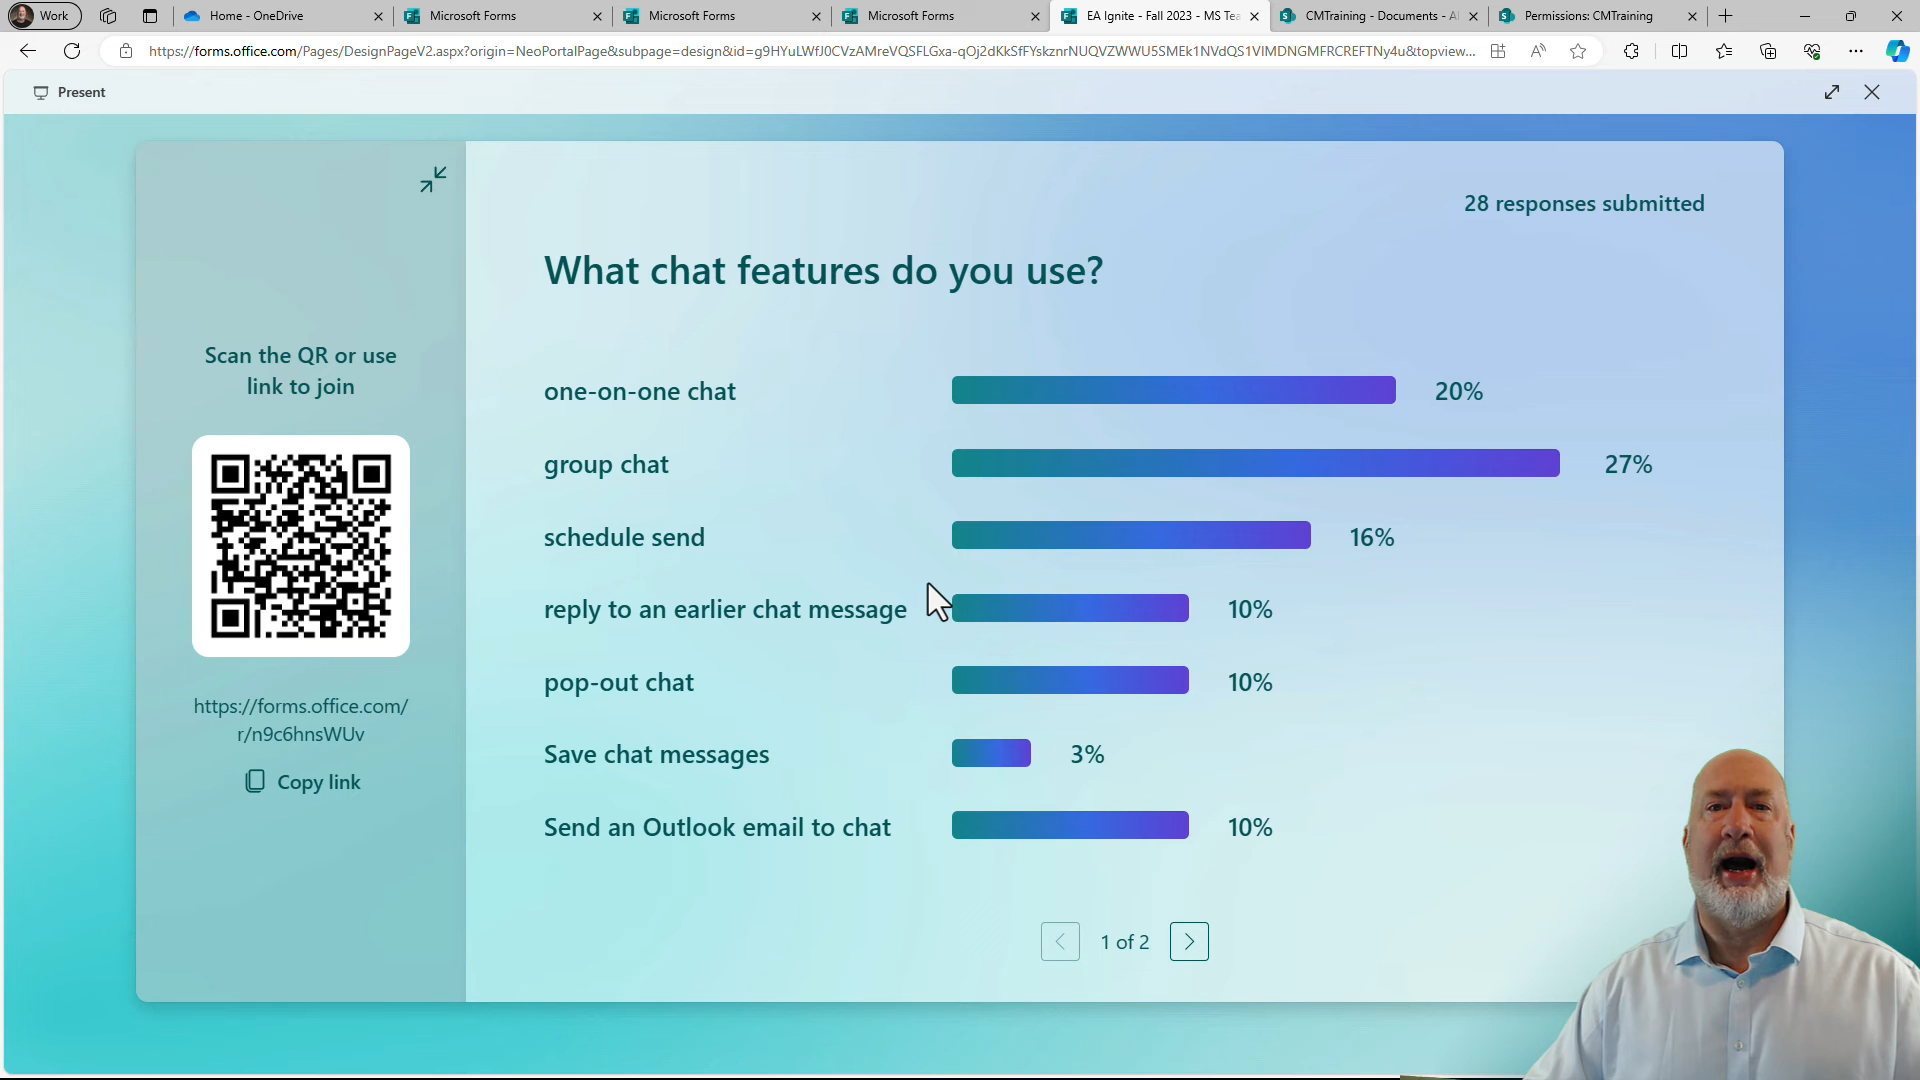 Work
Home - OneDrive
Microsoft Forms
Microsoft Forms
Microsoft Forms
EA Ignite - Fall 2023 - MS Tea
CMTraining - Documents - Al
Permissions: CMTraining
https://forms.office.com/Pages/DesignPageV2.aspx?origin=NeoPortalPage&subpage=design&id=g9HYuLWfJ0CVzAMreVQSFLGxa-qOj2dKkSfFYskznrNUQVZWWU5SMEk1NVdQS1VIMDNGMFRCREFTNy4u&topview...
Present
28 responses submitted
What chat features do you use?
Scan the QR or use
link to join
https://forms.office.com/
r/n9c6hnsWUv
Copy link
one-on-one chat 20%
group chat 27%
schedule send 16%
reply to an earlier chat message 10%
pop-out chat 10%
Save chat messages 3%
Send an Outlook email to chat 10%
1 of 2